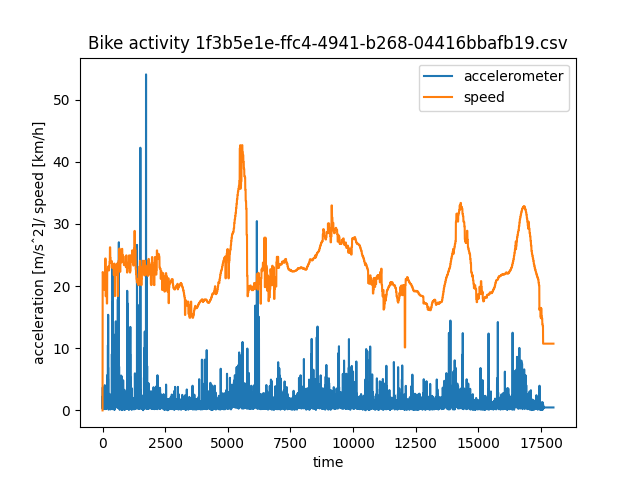 Bike activity 1f3b5e1e-ffc4-4941-b268-04416bbafb19.csv
accelerometer
speed
acceleration [m/s^2]/ speed [km/h]
50
40
30
20
10
0
0 2500 5000 7500 10000 12500 15000 17500
time